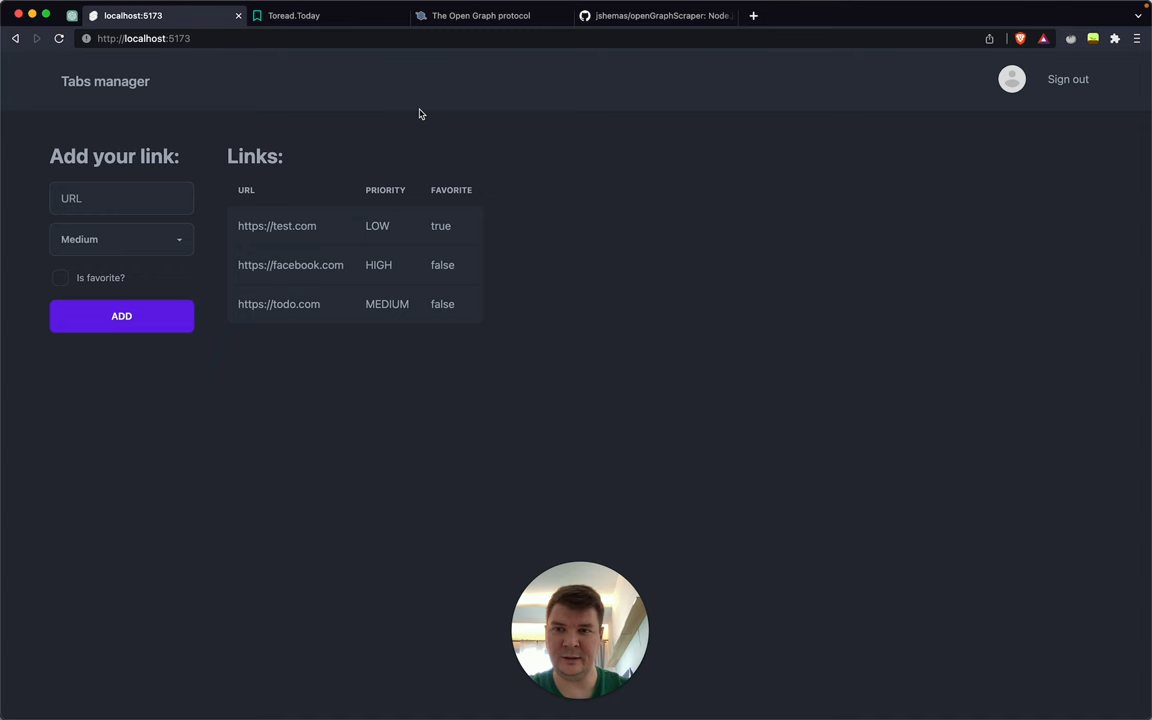 localhost:5173
Toread.Today
The Open Graph protocol
jshemas/openGraphScraper: Node.j
http://localhost:5173
Tabs manager
Sign out
Add your link:
URL
Medium
Is favorite?
ADD
Links:
URL PRIORITY FAVORITE
https://test.com LOW true
https://facebook.com HIGH false
https://todo.com MEDIUM false